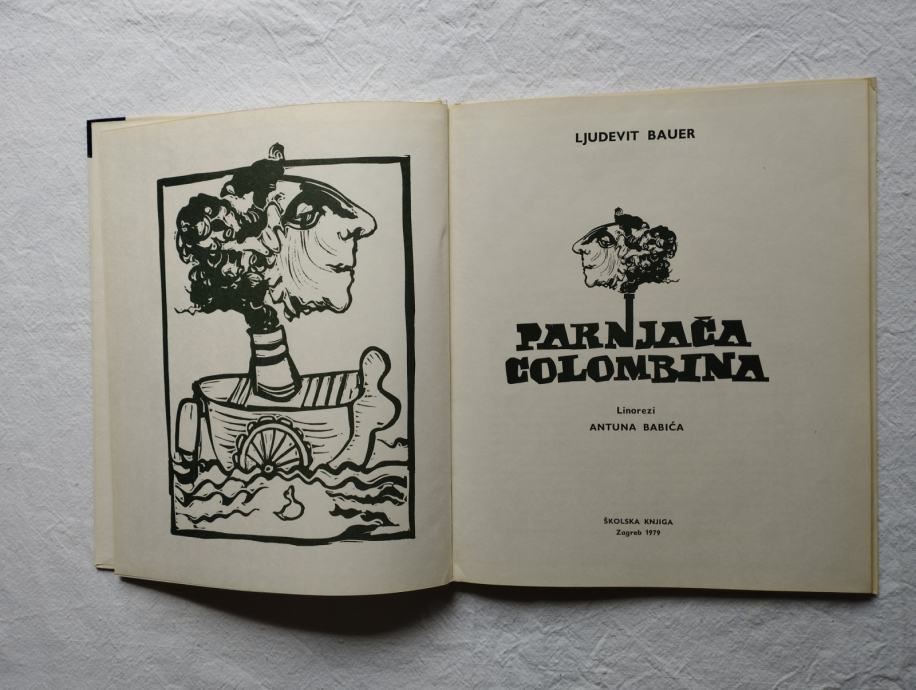 LJUDEVIT BAUER
PARNJAČA
COLOMBINA
Linorezi
ANTUNA BABIĆA
ŠKOLSKA KNJIGA
Zagreb 1979